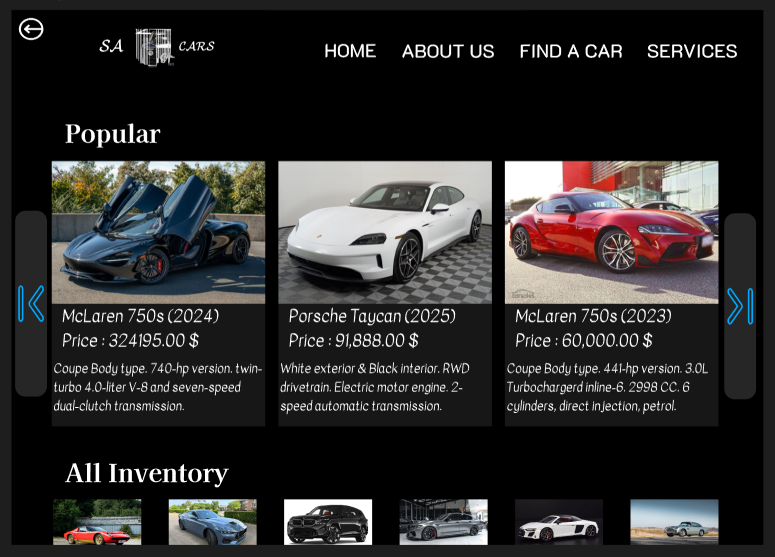 SA CARS
HOME ABOUT US FIND A CAR SERVICES
Popular
McLaren 750s (2024)
Price : 324195.00 $
Coupe Body type. 740-hp version. twin-
turbo 4.0-liter V-8 and seven-speed
dual-clutch transmission.
Porsche Taycan (2025)
Price : 91,888.00 $
White exterior & Black interior. RWD
drivetrain. Electric motor engine. 2-
speed automatic transmission.
McLaren 750s (2023)
Price : 60,000.00 $
Coupe Body type. 441-hp version. 3.0L
Turbochargerd inline-6. 2998 CC. 6
cylinders, direct Injection, petrol.
All Inventory